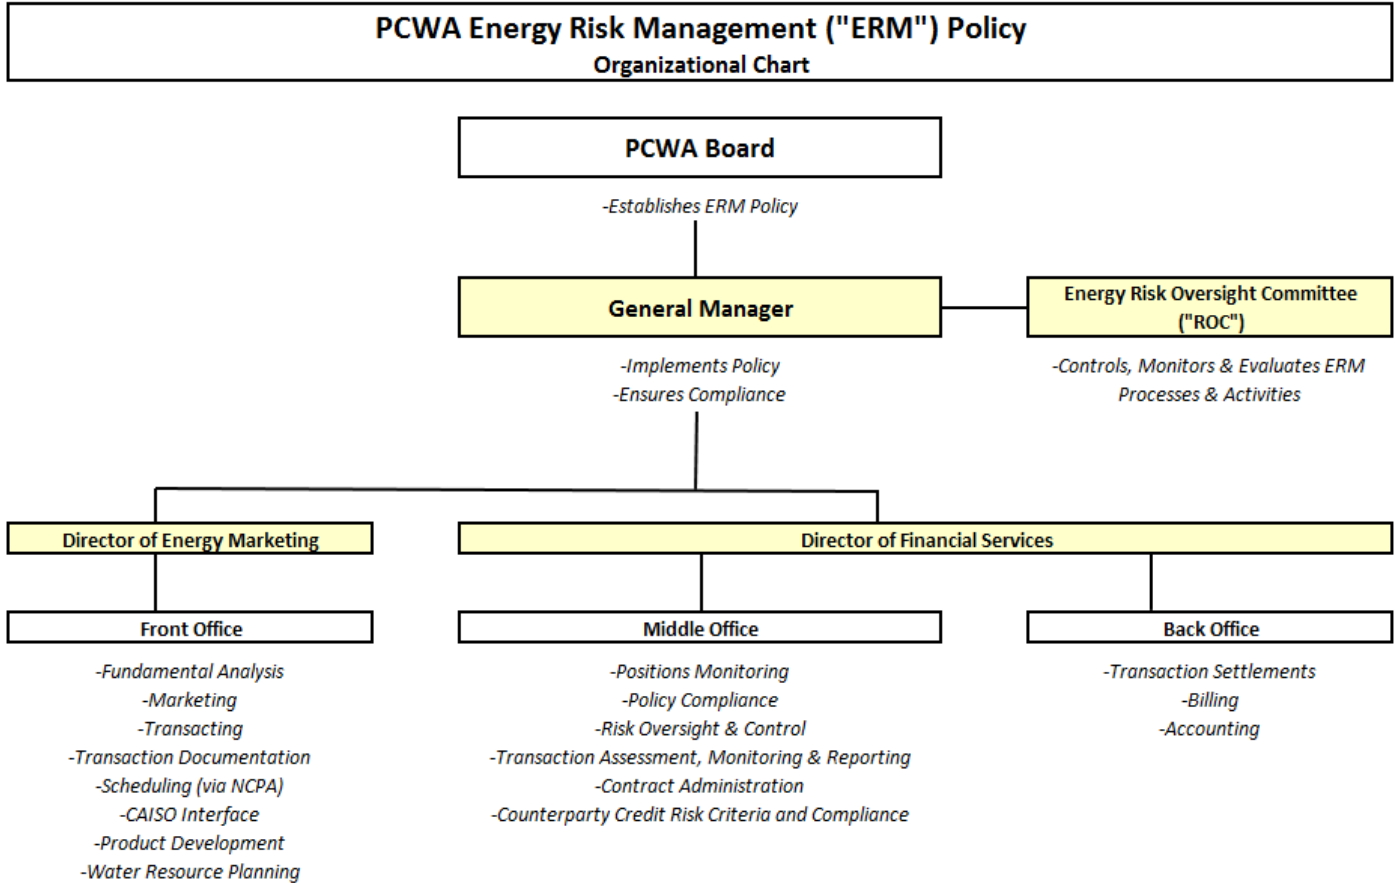 PCWA Energy Risk Management ("ERM") Policy
Organizational Chart
PCWA Board
-Establishes ERM Policy
General Manager
-Implements Policy
-Ensures Compliance
Energy Risk Oversight Committee
("ROC")
-Controls, Monitors & Evaluates ERM
Processes & Activities
Director of Energy Marketing
Director of Financial Services
Front Office
-Fundamental Analysis
-Marketing
-Transacting
-Transaction Documentation
-Scheduling (via NCPA)
-CAISO Interface
-Product Development
-Water Resource Planning
Middle Office
-Positions Monitoring
-Policy Compliance
-Risk Oversight & Control
-Transaction Assessment, Monitoring & Reporting
-Contract Administration
-Counterparty Credit Risk Criteria and Compliance
Back Office
-Transaction Settlements
-Billing
-Accounting